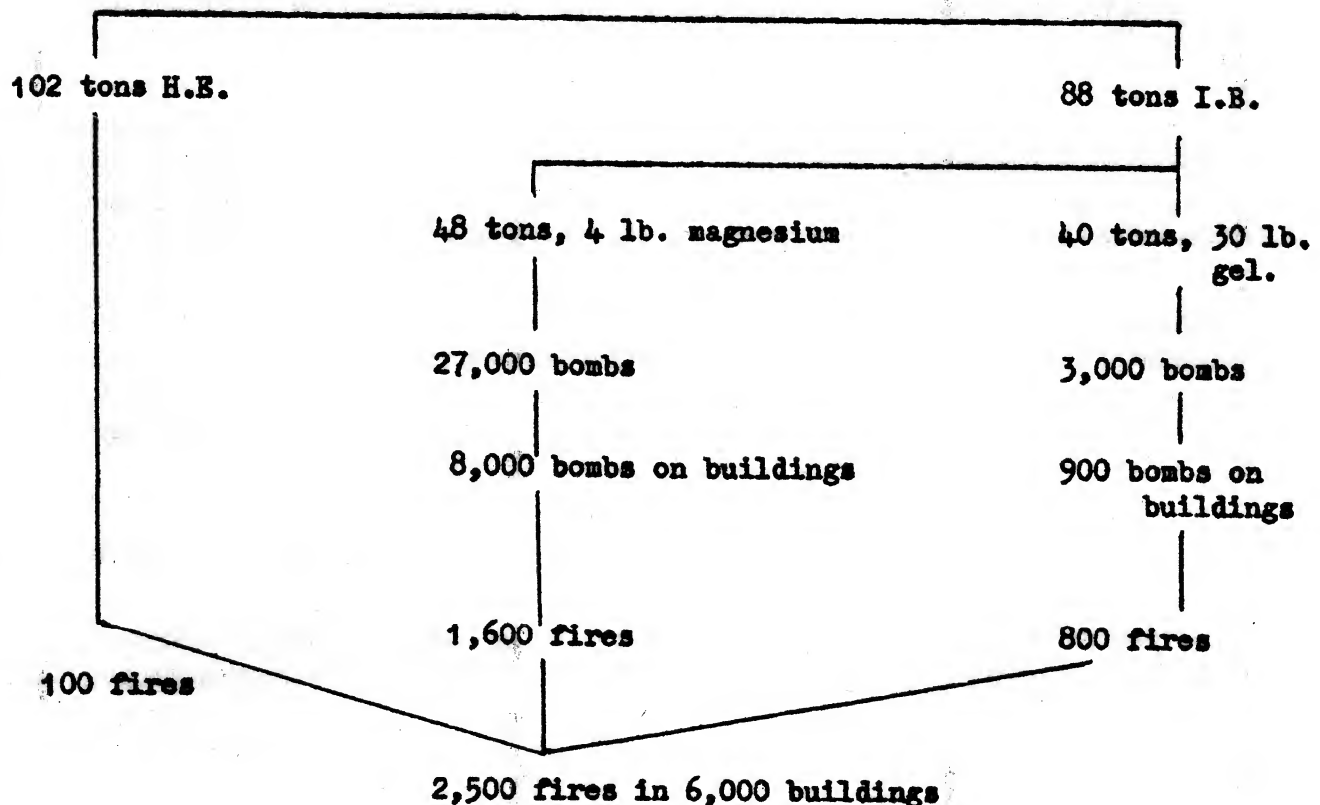 102 tons H.E.
88 tons I.B.
48 tons, 4 lb. magnesium
40 tons, 30 lb.
gel.
27,000 bombs
3,000 bombs
8,000 bombs on buildings
900 bombs on
buildings
1,600 fires
800 fires
100 fires
2,500 fires in 6,000 buildings